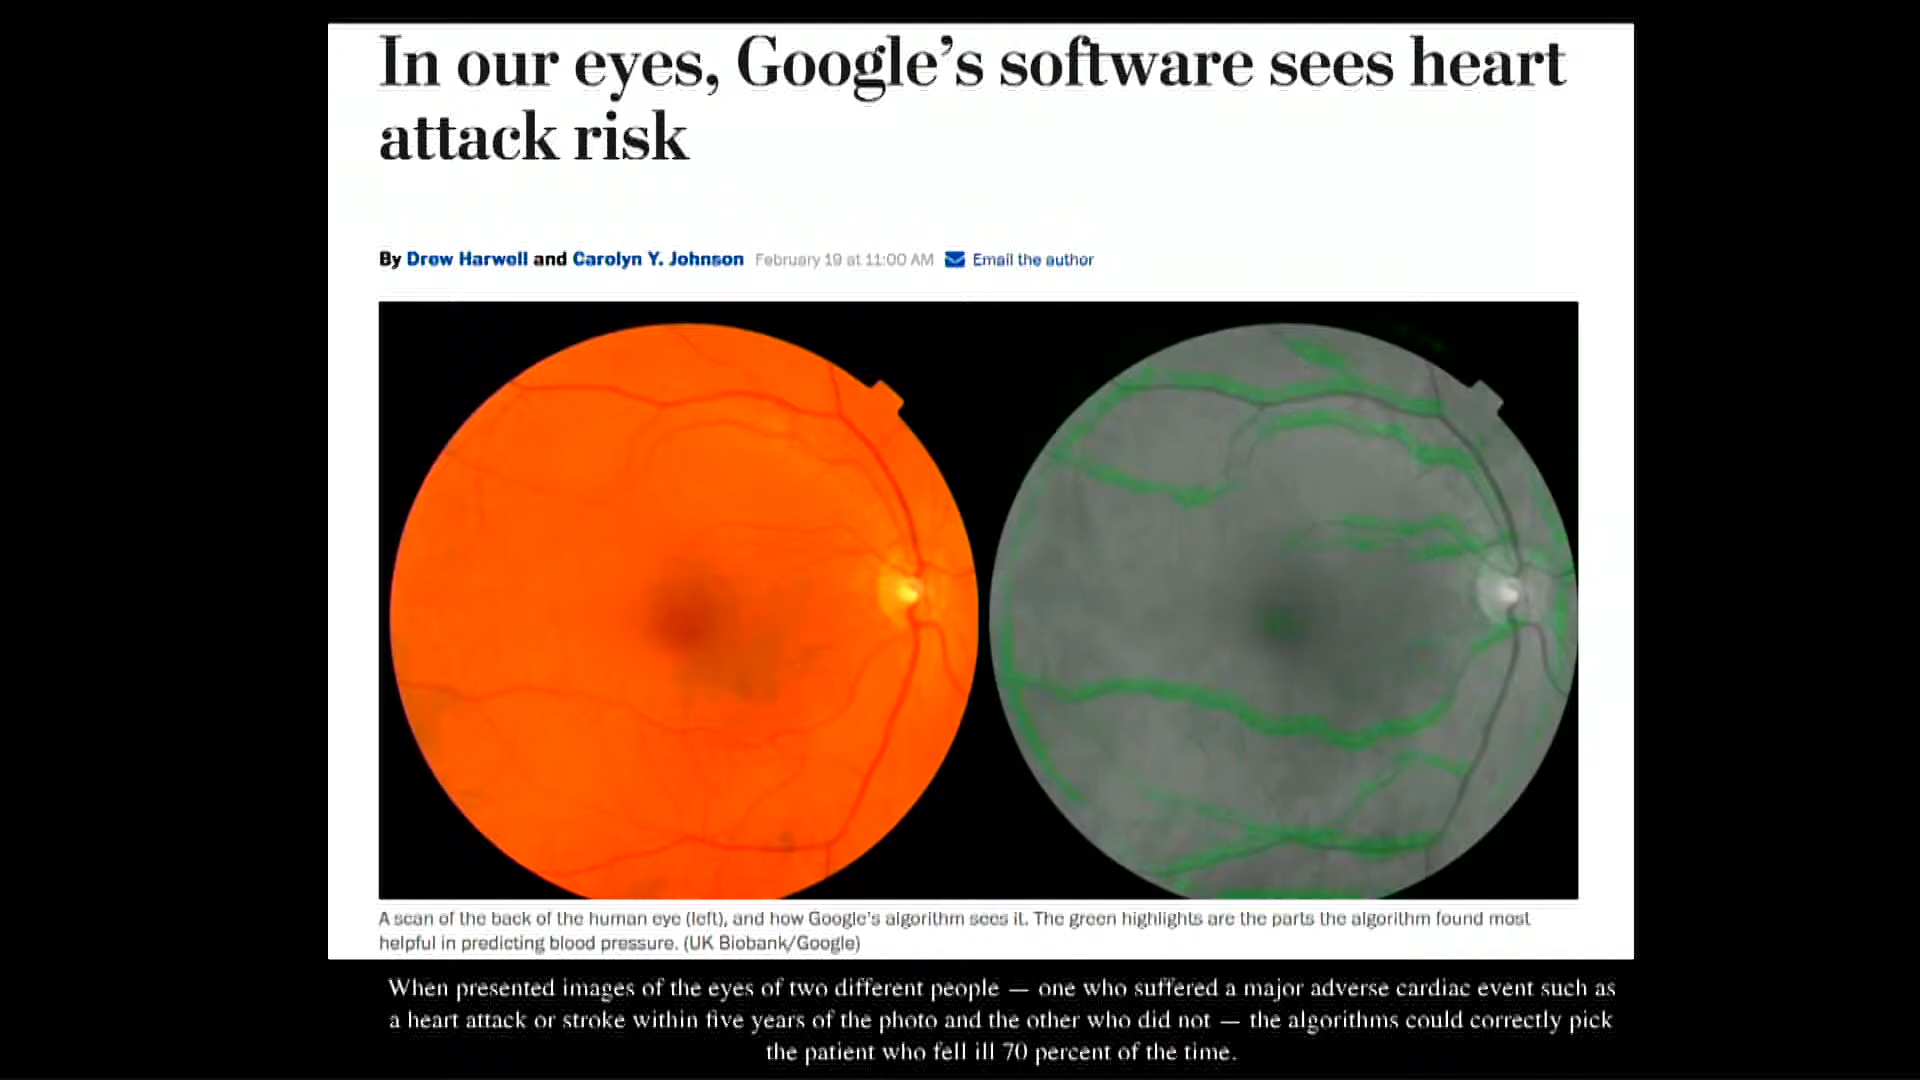 In our eyes, Google’s software sees heart
attack risk
By Drew Harwell and Carolyn Y. Johnson February 19 at 11:00 AM Email the author
A scan of the back of the human eye (left), and how Google's algorithm sees it. The green highlights are the parts the algorithm found most
helpful in predicting blood pressure. (UK Biobank/Google)
When presented images of the eyes of two different people — one who suffered a major adverse cardiac event such as
a heart attack or stroke within five years of the photo and the other who did not — the algorithms could correctly pick
the patient who fell ill 70 percent of the time.